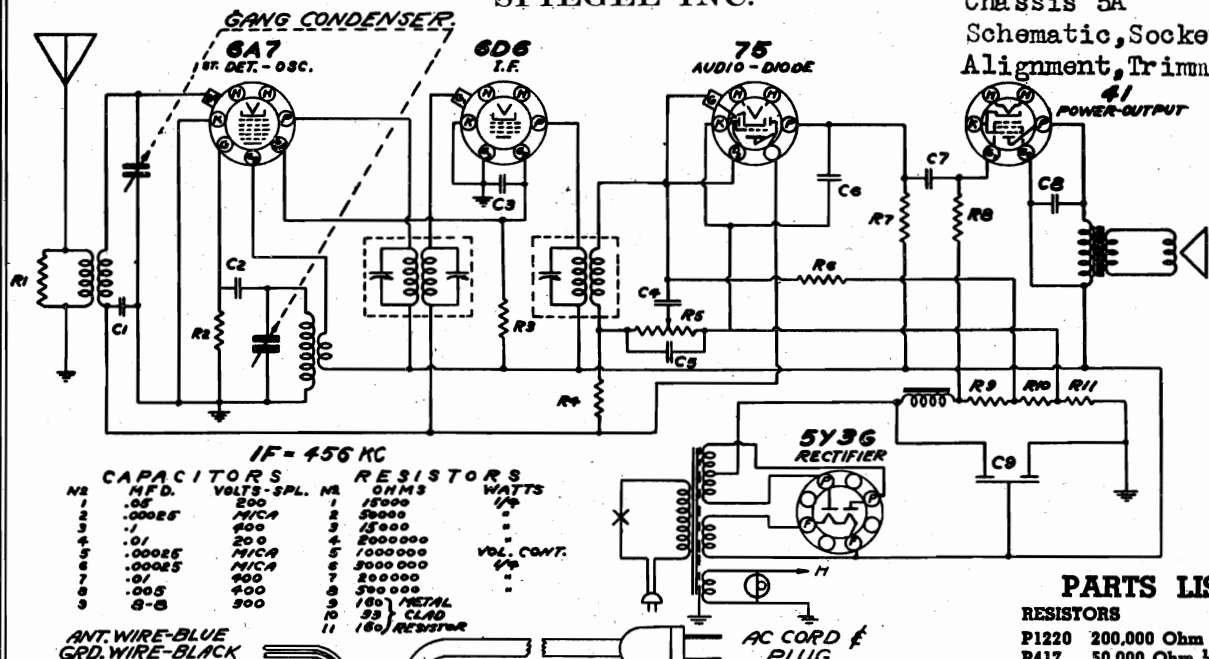 SPIEGEL INC.
Chassis 5A
Schematic, Socke
Alignment, Trimm
GANG CONDENSER.
6A7
1ST. DET.-OSC.
6D6
I.F.
75
AUDIO-DIODE
41
POWER-OUTPUT
R1
C1
C2
R2
C3
R3
R4
C4
R5
C5
C6
R6
R7
C7
R8
C8
R9
R10
R11
C9
5Y3G
RECTIFIER
H
IF = 456 KC
CAPACITORS RESISTORS
Nº MFD. VOLTS-SPL. Nº OHMS WATTS
1 .05 200 1 15000 1/4
2 .00025 MICA 2 50000 "
3 .1 400 3 15000 "
4 .01 200 4 2000000 "
5 .00025 MICA 5 1000000 VOL. CONT.
6 .00025 MICA 6 3000000 1/4
7 .01 400 7 200000 "
8 .005 400 8 500000 "
9 8-8 300 9 160 } METAL
10 33 } CLAD
11 160 } RESISTOR
ANT. WIRE-BLUE
GRD. WIRE-BLACK
AC CORD &
PLUG
PARTS LIS
RESISTORS
P1220 200,000 Ohm
P417 50,000 Ohm